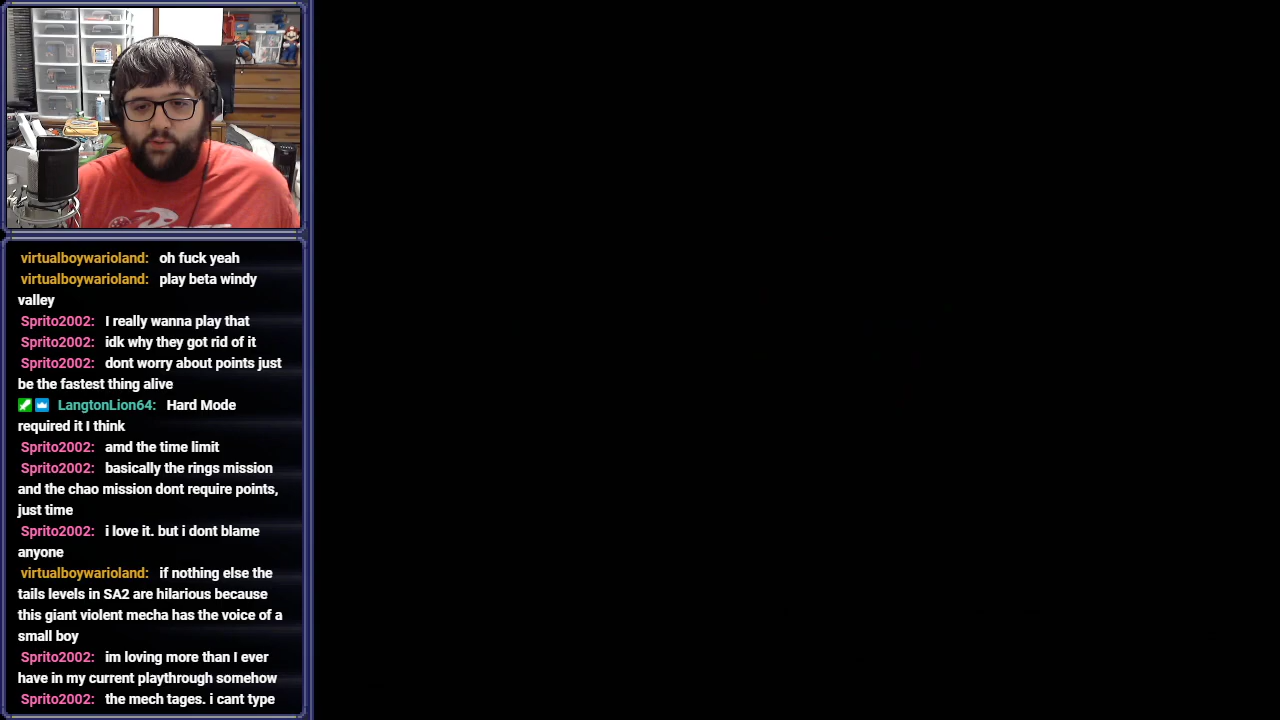 virtualboywarioland: oh fuck yeah
virtualboywarioland: play beta windy
valley
Sprito2002: I really wanna play that
Sprito2002: idk why they got rid of it
Sprito2002: dont worry about points just
be the fastest thing alive
LangtonLion64: Hard Mode
required it I think
Sprito2002: amd the time limit
Sprito2002: basically the rings mission
and the chao mission dont require points,
just time
Sprito2002: i love it. but i dont blame
anyone
virtualboywarioland: if nothing else the
tails levels in SA2 are hilarious because
this giant violent mecha has the voice of a
small boy
Sprito2002: im loving more than I ever
have in my current playthrough somehow
Sprito2002: the mech tages. i cant type